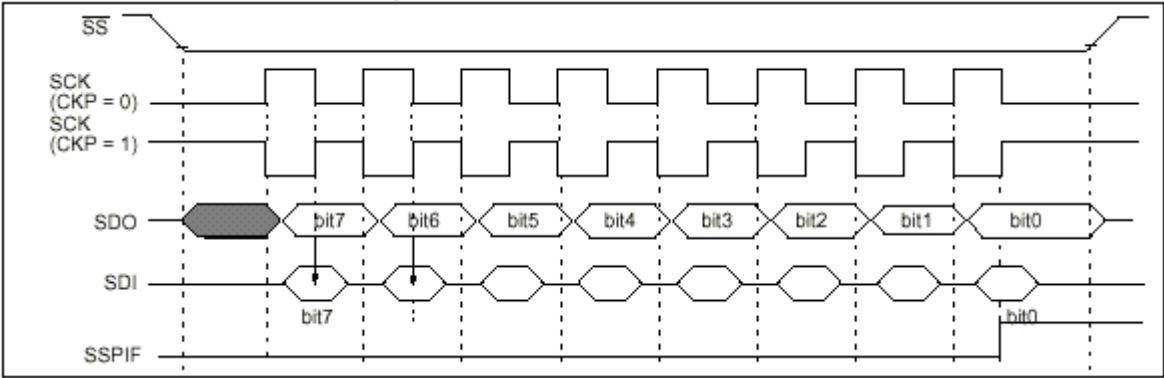 SS
SCK
(CKP = 0)
SCK
(CKP = 1)
SDO bit7 bit6 bit5 bit4 bit3 bit2 bit1 bit0
SDI
bit7 bit0
SSPIF